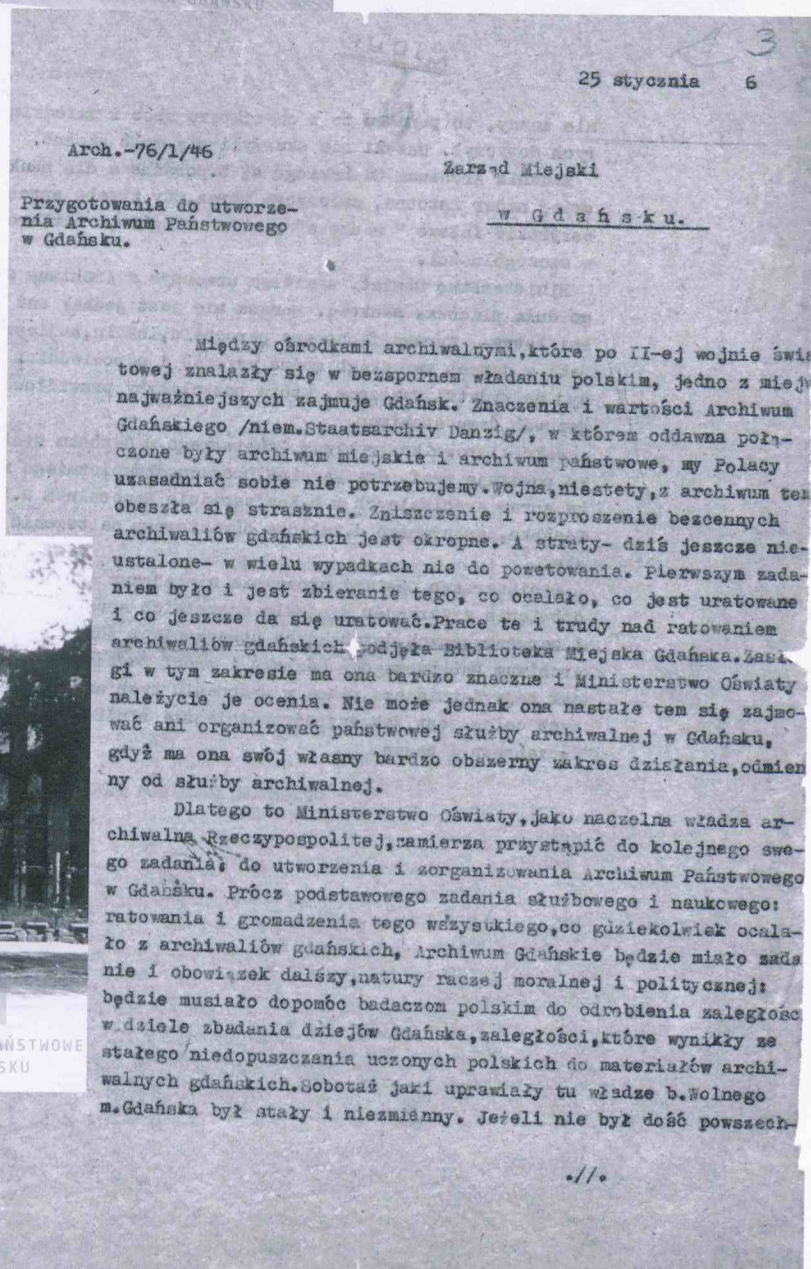 GDAŃSKU
3
25 stycznia 6
Arch.-76/1/46
Zarząd Miejski
Przygotowania do utworze-
nia Archiwum Państwowego
w Gdańsku.
w Gdańsku.
Między ośrodkami archiwalnymi,które po II-ej wojnie świa
towej znalazły się w bezspornem władaniu polskim, jedno z miejs
najważniejszych zajmuje Gdańsk. Znaczenia i wartości Archiwum
Gdańskiego /niem.Staatsarchiv Danzig/, w którem oddawna połą-
czone były archiwum miejskie i archiwum państwowe, my Polacy
uzasadniać sobie nie potrzebujemy.Wojna,niestety,z archiwum tem
obeszła się strasznie. Zniszczenie i rozproszenie bezcennych
archiwaliów gdańskich jest okropne. A straty- dziś jeszcze nie-
ustalone- w wielu wypadkach nie do powetowania. Pierwszym zada-
niem było i jest zbieranie tego, co ocalało, co jest uratowane
i co jeszcze da się uratować.Prace te i trudy nad ratowaniem
archiwaliów gdańskich podjęła Biblioteka Miejska Gdańska.Zasł
gi w tym zakresie ma ona bardzo znaczne i Ministerstwo Oświaty
należycie je ocenia. Nie może jednak ona nastałe tem się zajmo-
wać ani organizować państwowej służby archiwalnej w Gdańsku,
gdyż ma ona swój własny bardzo obszerny zakres działania,odmien
ny od służby archiwalnej.
Dlatego to Ministerstwo Oświaty,jako naczelna władza ar-
chiwalna Rzeczypospolitej,zamierza przystąpić do kolejnego swe-
go zadania: do utworzenia i zorganizowania Archiwum Państwowego
w Gdańsku. Prócz podstawowego zadania służbowego i naukowego:
ratowania i gromadzenia tego wszystkiego,co gdziekolwiek ocala-
ło z archiwaliów gdańskich, Archiwum Gdańskie będzie miało zada
nie i obowiązek dalszy,natury raczej moralnej i politycznej:
będzie musiało dopomóc badaczom polskim do odrobienia zaległośc
w dziele zbadania dziejów Gdańska,zaległości,które wynikły ze
stałego niedopuszczania uczonych polskich do materiałów archi-
walnych gdańskich.Sobotaż jaki uprawiały tu władze b.Wolnego
m.Gdańska był stały i niezmienny. Jeżeli nie był dość powszech-
.//.
AŃSTWOWE
SKU